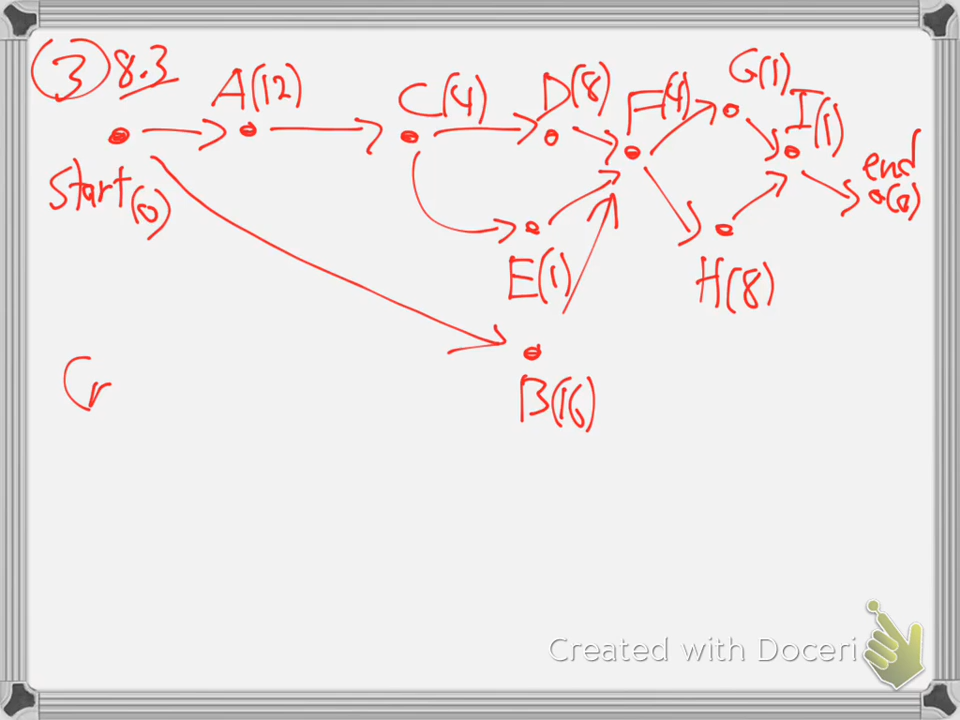 (3) 8.3
Start(0)
A(12)
C(4)
D(8)
F(4)
G(1)
I(1)
end
(0)
E(1)
H(8)
B(16)
Cr
Created with Doceri